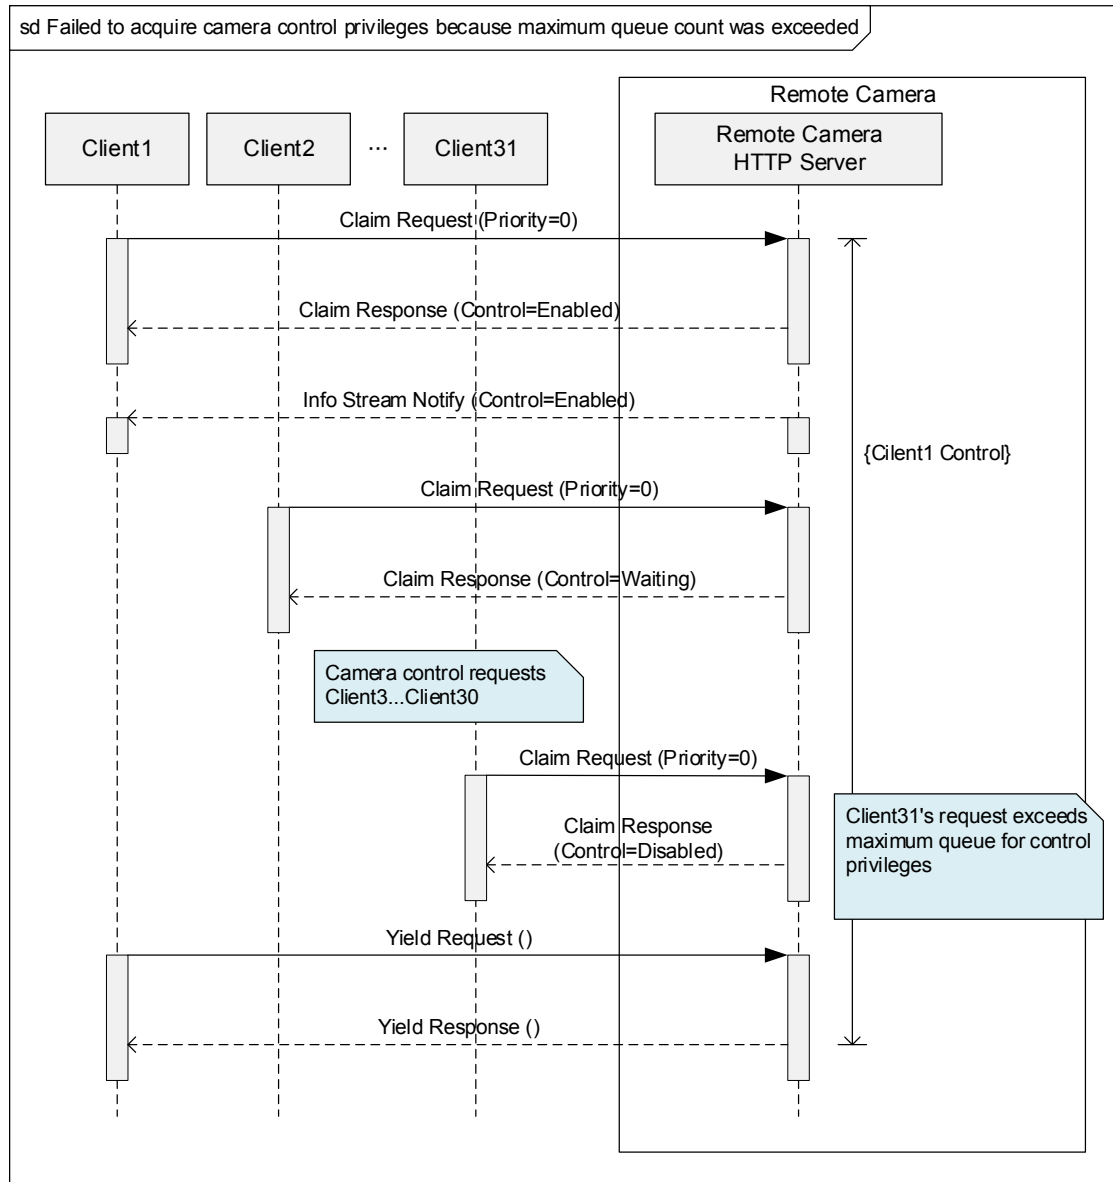 sd Failed to acquire camera control privileges because maximum queue count was exceeded
Remote Camera
Client1
Client2
...
Client31
Remote Camera
HTTP Server
Claim Request (Priority=0)
Claim Response (Control=Enabled)
Info Stream Notify (Control=Enabled)
{Cilent1 Control}
Claim Request (Priority=0)
Claim Response (Control=Waiting)
Camera control requests
Client3...Client30
Claim Request (Priority=0)
Claim Response
(Control=Disabled)
Client31's request exceeds
maximum queue for control
privileges
Yield Request ()
Yield Response ()